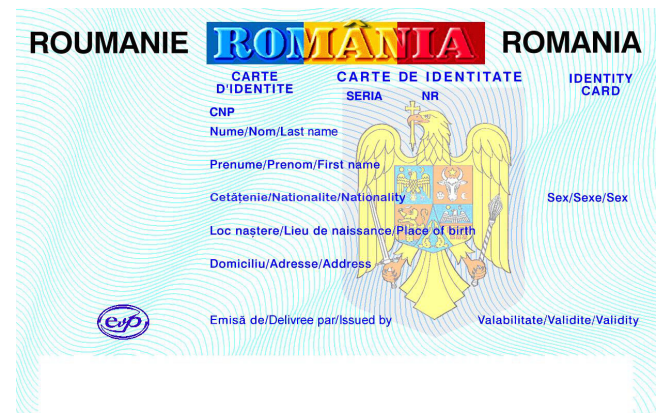 ROUMANIE ROMÂNIA ROMANIA
CARTE D'IDENTITE
CARTE DE IDENTITATE
IDENTITY CARD
SERIA NR
CNP
Nume/Nom/Last name
Prenume/Prenom/First name
Cetățenie/Nationalite/Nationality
Sex/Sexe/Sex
Loc naștere/Lieu de naissance/Place of birth
Domiciliu/Adresse/Address
evp
Emisă de/Delivree par/Issued by
Valabilitate/Validite/Validity